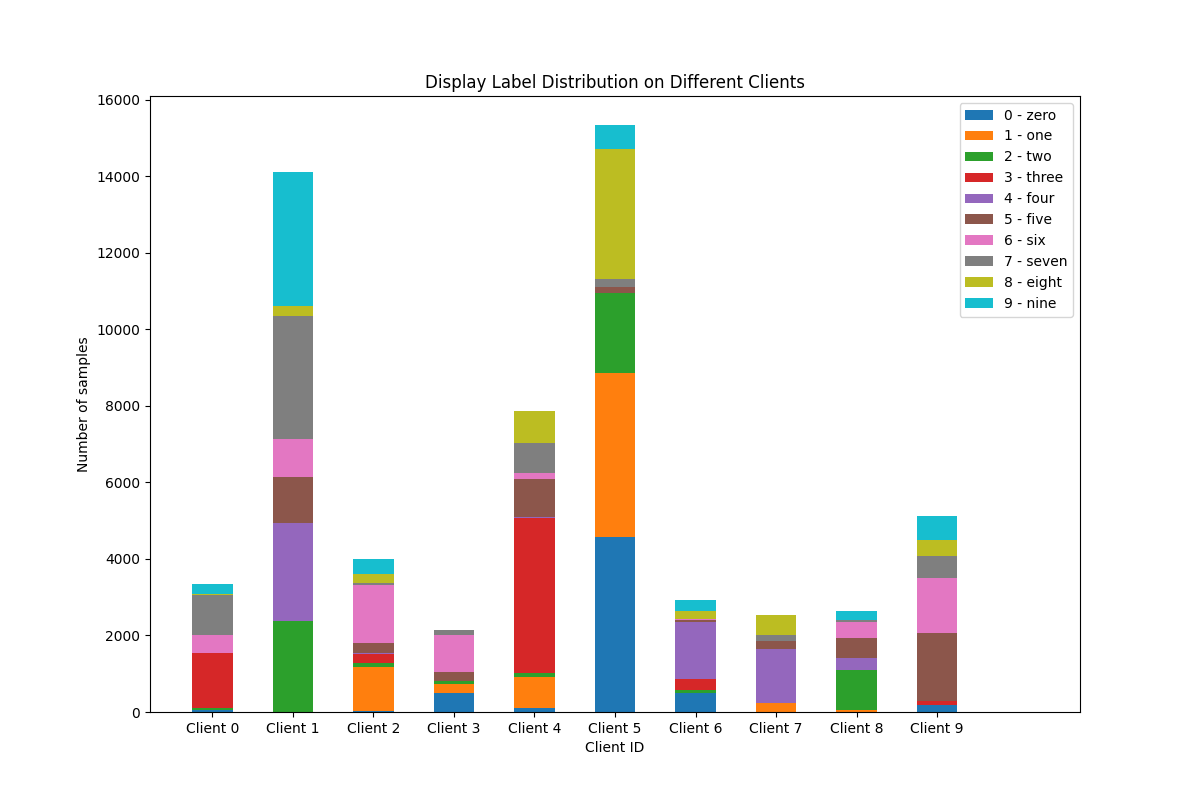 Display Label Distribution on Different Clients
16000
14000
12000
10000
8000
6000
4000
2000
0
Number of samples
0 - zero
1 - one
2 - two
3 - three
4 - four
5 - five
6 - six
7 - seven
8 - eight
9 - nine
Client 0 Client 1 Client 2 Client 3 Client 4 Client 5 Client 6 Client 7 Client 8 Client 9
Client ID